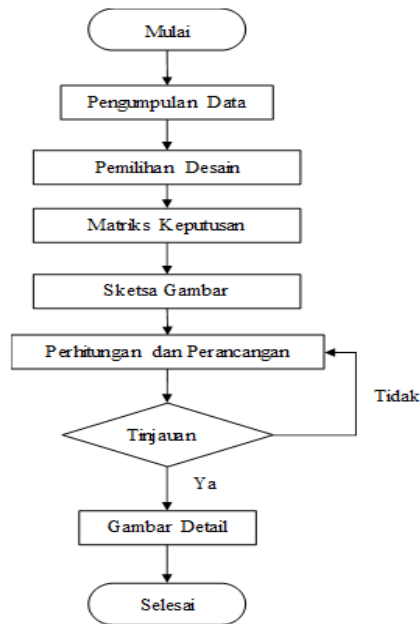 Mulai
Pengumpulan Data
Pemilihan Desain
Matriks Keputusan
Sketsa Gambar
Perhitungan dan Perancangan
Tidak
Tinjauan
Ya
Gambar Detail
Selesai